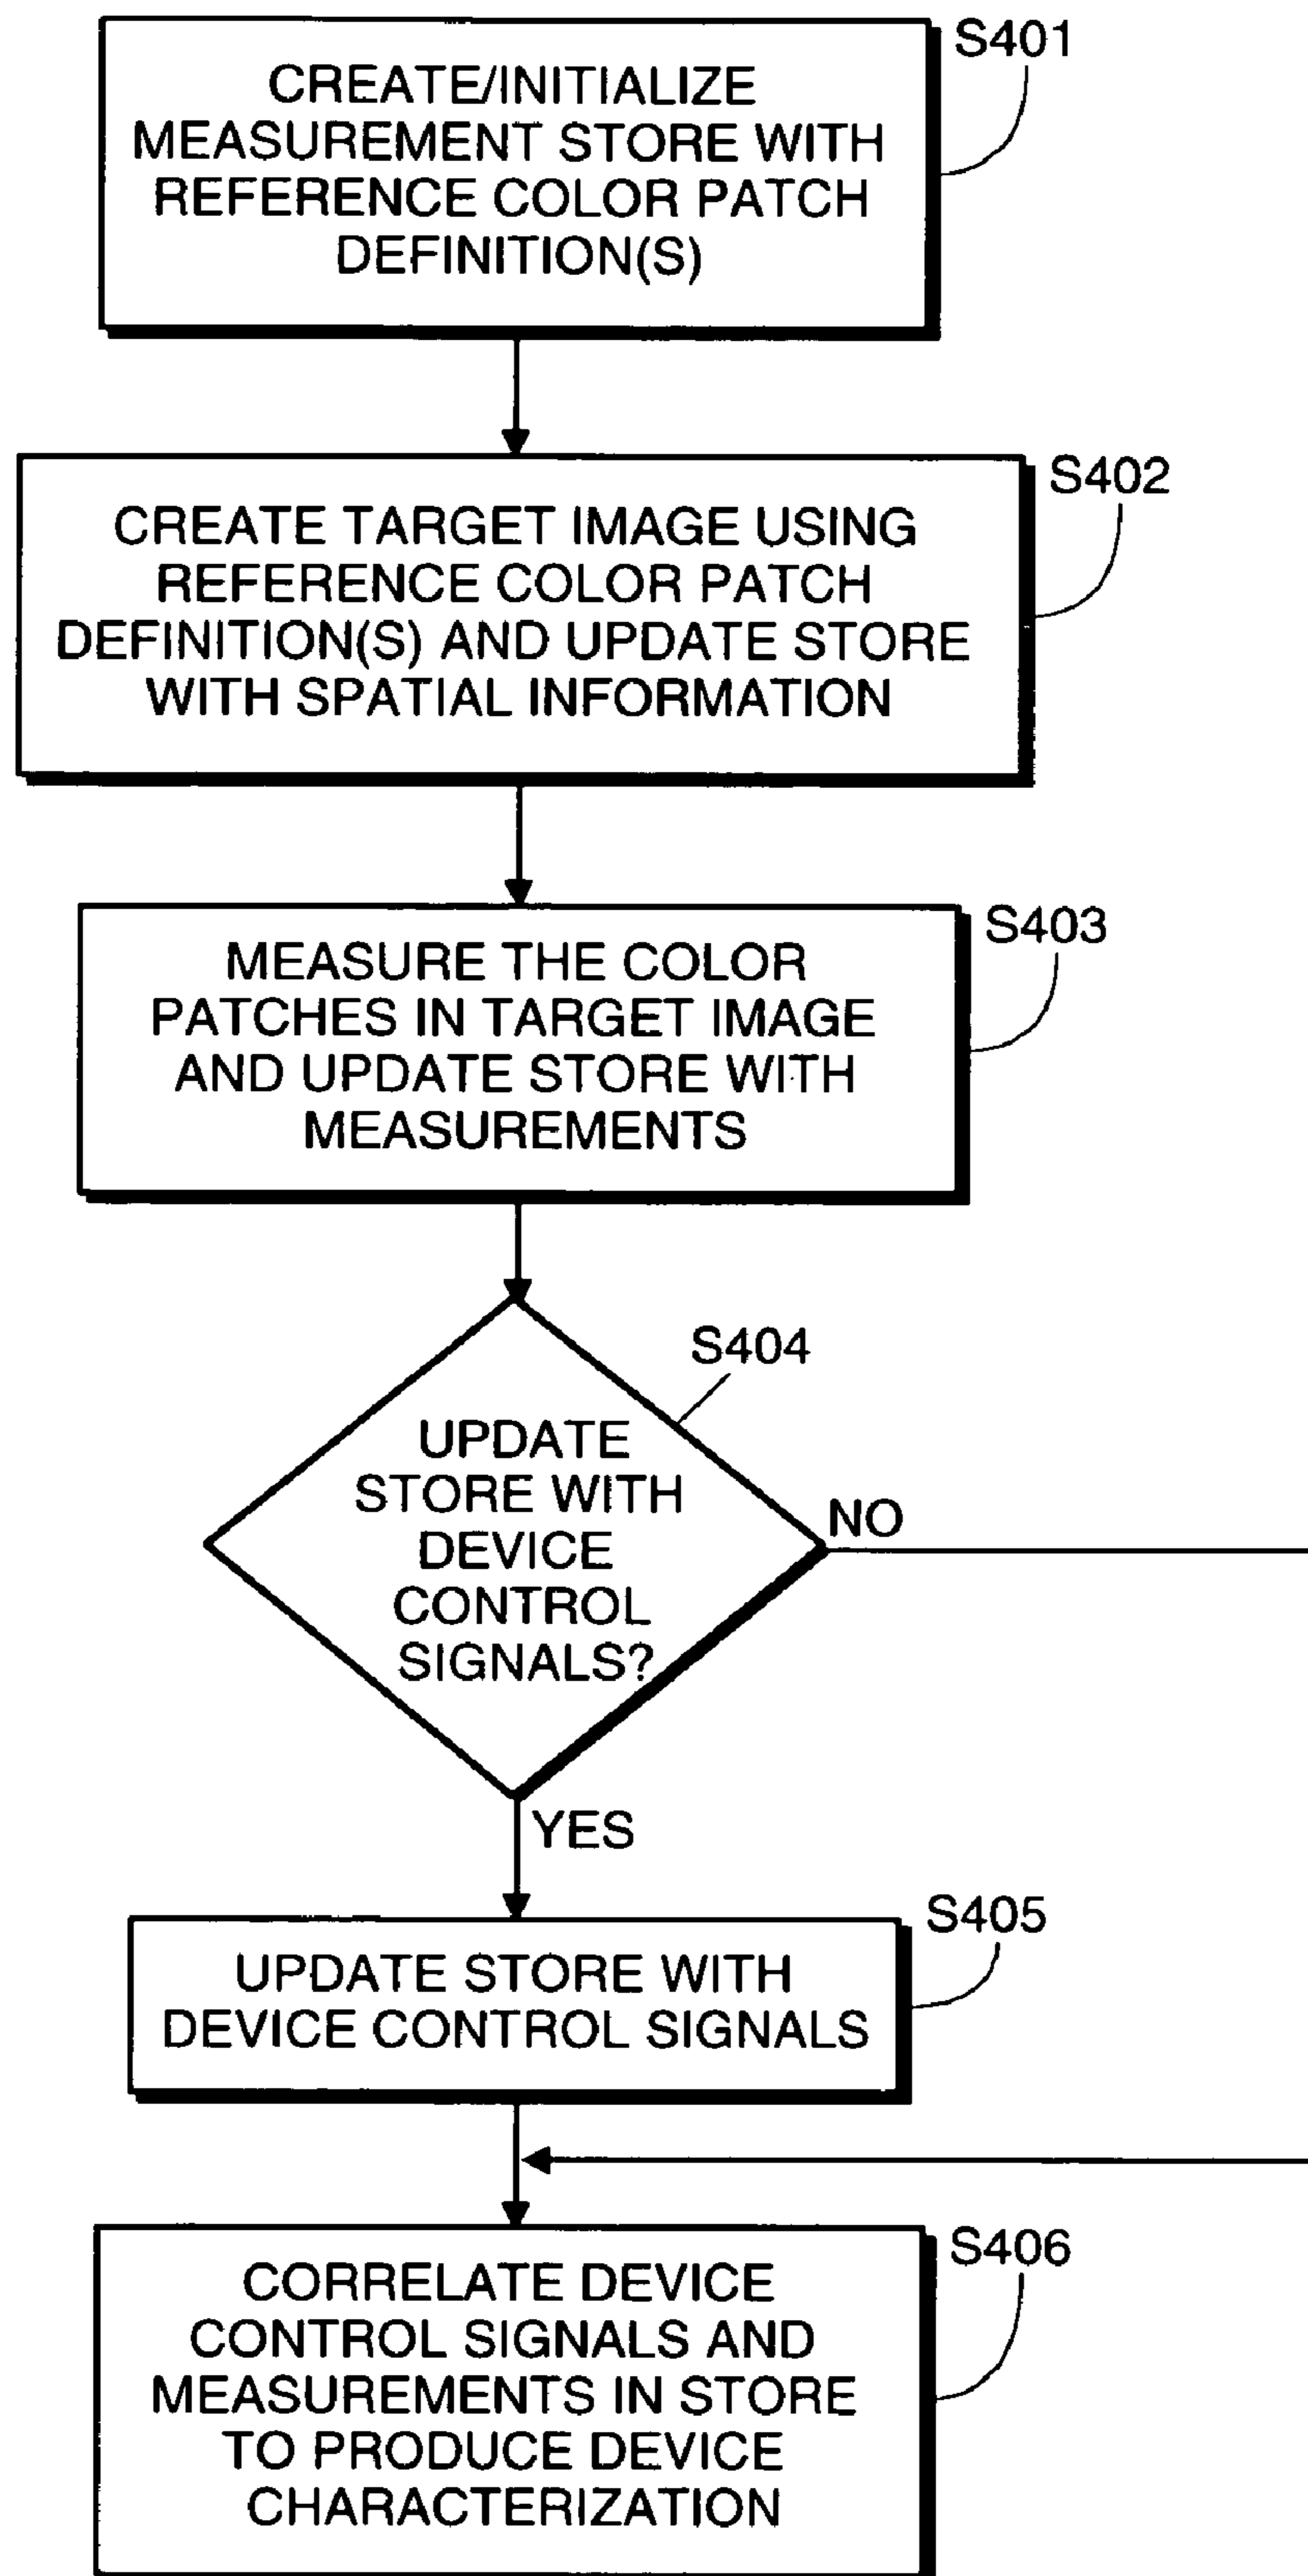 S401
CREATE/INITIALIZE
MEASUREMENT STORE WITH
REFERENCE COLOR PATCH
DEFINITION(S)
S402
CREATE TARGET IMAGE USING
REFERENCE COLOR PATCH
DEFINITION(S) AND UPDATE STORE
WITH SPATIAL INFORMATION
S403
MEASURE THE COLOR
PATCHES IN TARGET IMAGE
AND UPDATE STORE WITH
MEASUREMENTS
S404
UPDATE
STORE WITH
DEVICE
CONTROL
SIGNALS?
NO
YES
S405
UPDATE STORE WITH
DEVICE CONTROL SIGNALS
S406
CORRELATE DEVICE
CONTROL SIGNALS AND
MEASUREMENTS IN STORE
TO PRODUCE DEVICE
CHARACTERIZATION